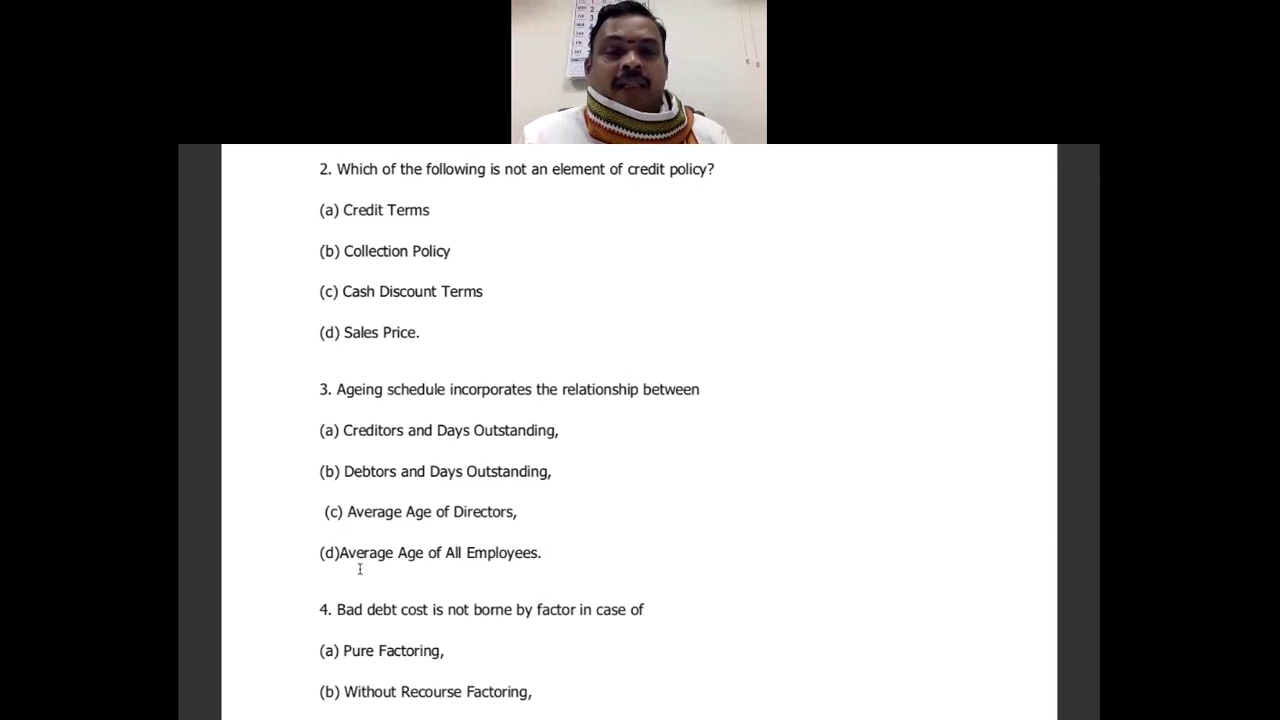 2. Which of the following is not an element of credit policy?
(a) Credit Terms
(b) Collection Policy
(c) Cash Discount Terms
(d) Sales Price.
3. Ageing schedule incorporates the relationship between
(a) Creditors and Days Outstanding,
(b) Debtors and Days Outstanding,
(c) Average Age of Directors,
(d)Average Age of All Employees.
4. Bad debt cost is not borne by factor in case of
(a) Pure Factoring,
(b) Without Recourse Factoring,